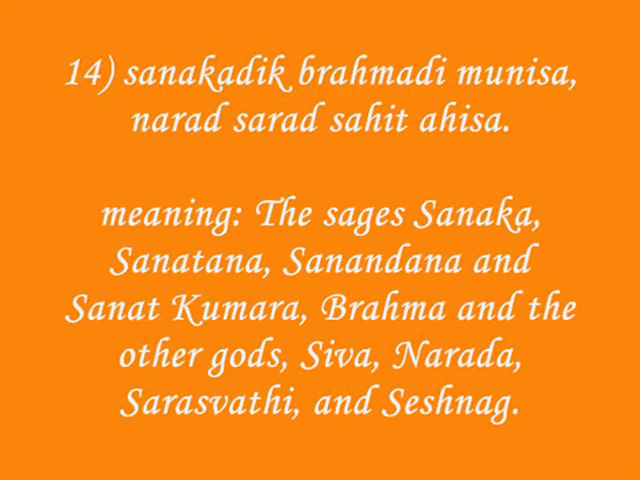 14) sanakadik brahmadi munisa,
narad sarad sahit ahisa.
meaning: The sages Sanaka,
Sanatana, Sanandana and
Sanat Kumara, Brahma and the
other gods, Siva, Narada,
Sarasvathi, and Seshnag.